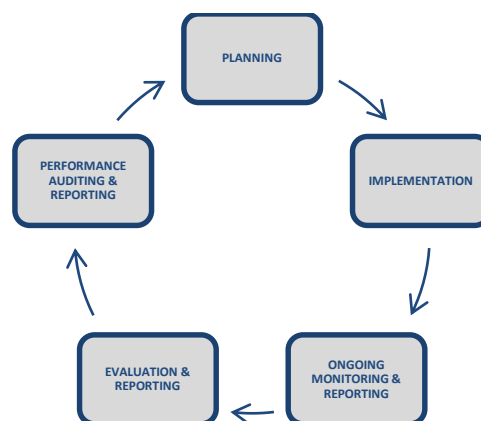 PLANNING
IMPLEMENTATION
ONGOING
MONITORING &
REPORTING
EVALUATION &
REPORTING
PERFORMANCE
AUDITING &
REPORTING